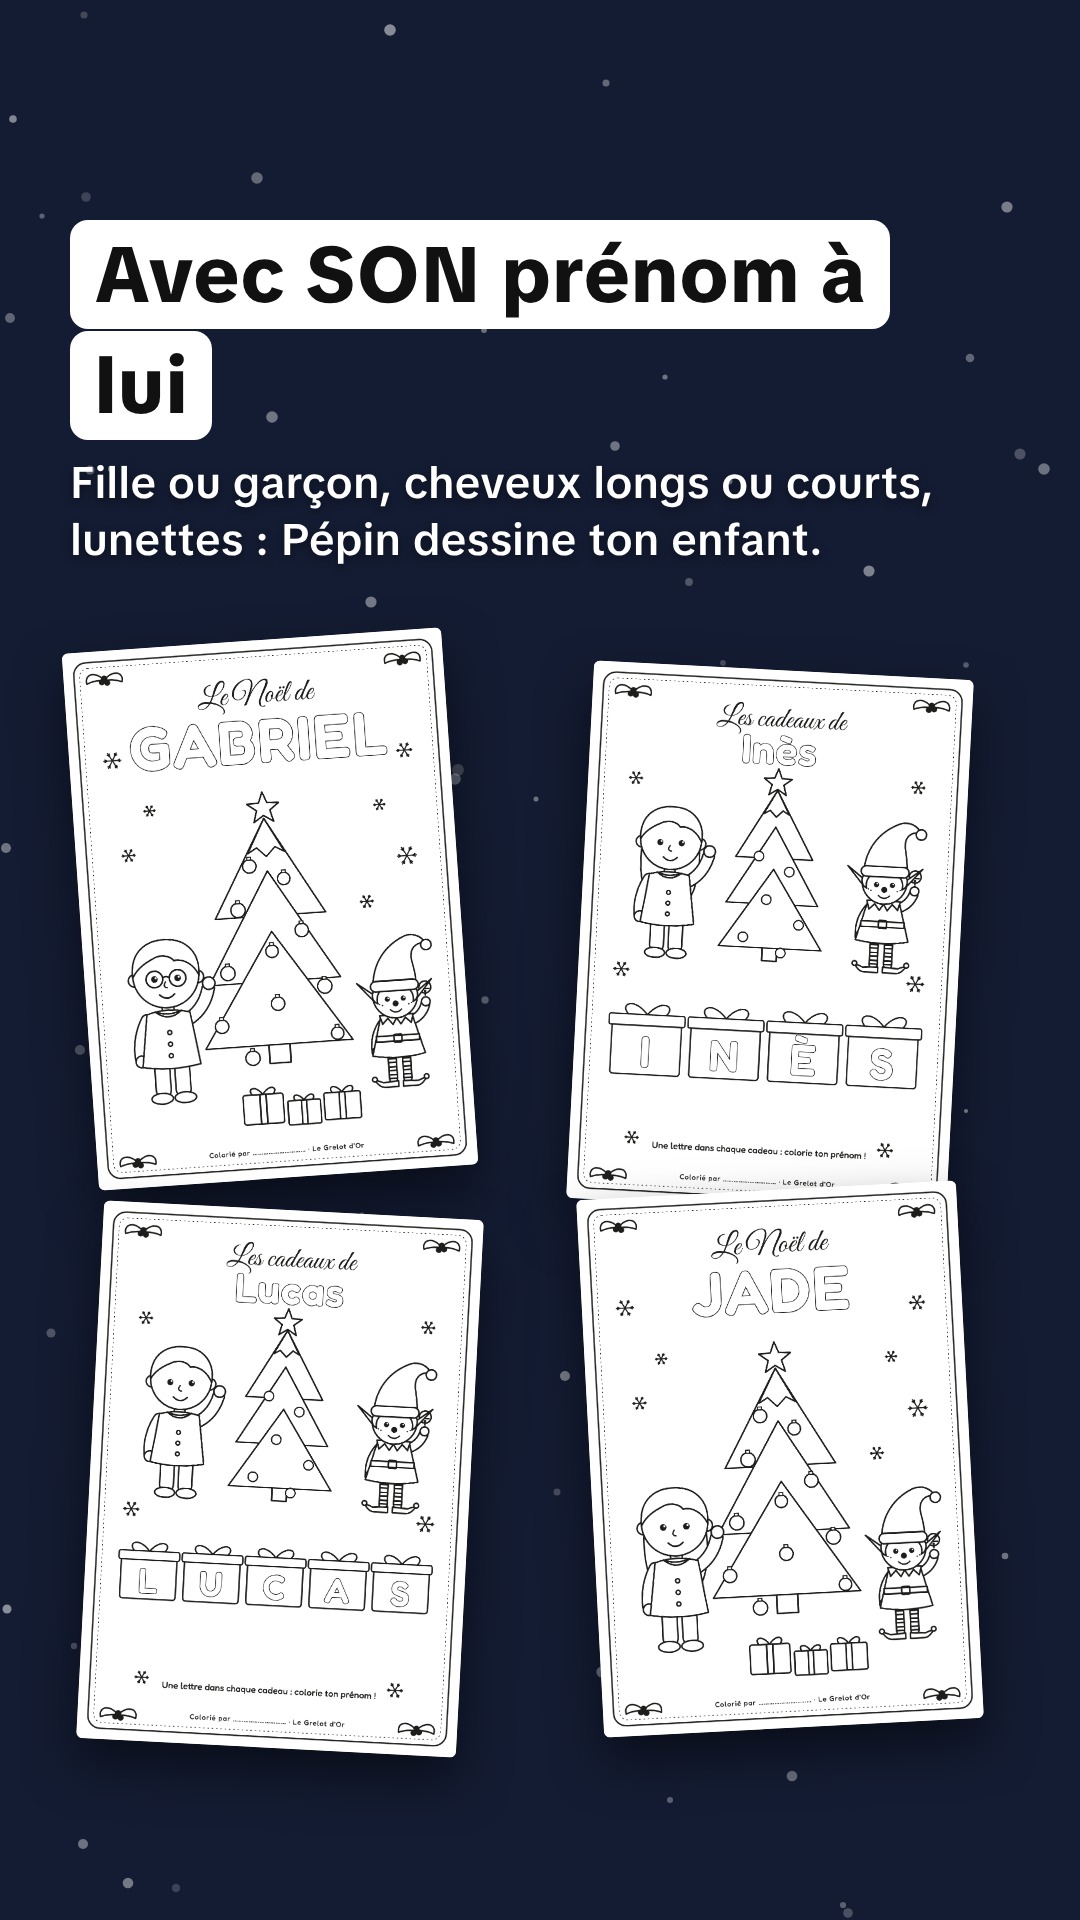 Avec SON prénom à
lui
Fille ou garçon, cheveux longs ou courts,
lunettes : Pépin dessine ton enfant.
Le Noël de
GABRIEL
Colorié par ........................ · Le Grelot d'Or
Les cadeaux de
Inès
I N È S
Une lettre dans chaque cadeau : colorie ton prénom !
Colorié par ........................ · Le Grelot d'Or
Les cadeaux de
Lucas
L U C A S
Une lettre dans chaque cadeau : colorie ton prénom !
Colorié par ........................ · Le Grelot d'Or
Le Noël de
JADE
Colorié par ........................ · Le Grelot d'Or